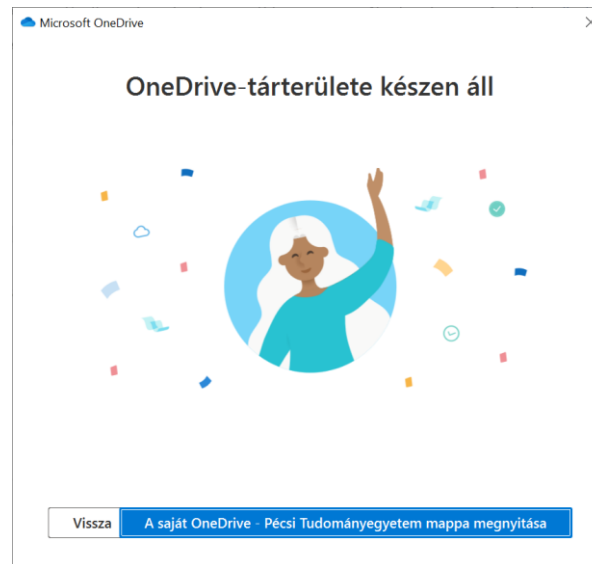 Microsoft OneDrive
OneDrive-tárterülete készen áll
Vissza
A saját OneDrive - Pécsi Tudományegyetem mappa megnyitása